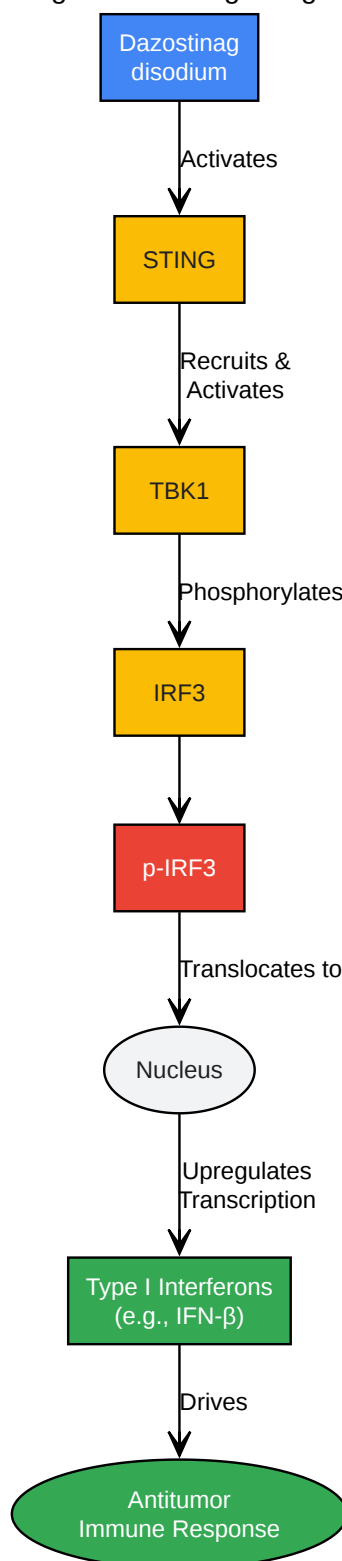 Dazostinag
disodium
Activates
STING
Recruits &
Activates
TBK1
Phosphorylates
IRF3
p-IRF3
Translocates to
Nucleus
Upregulates
Transcription
Type I Interferons
(e.g., IFN-β)
Drives
Antitumor
Immune Response